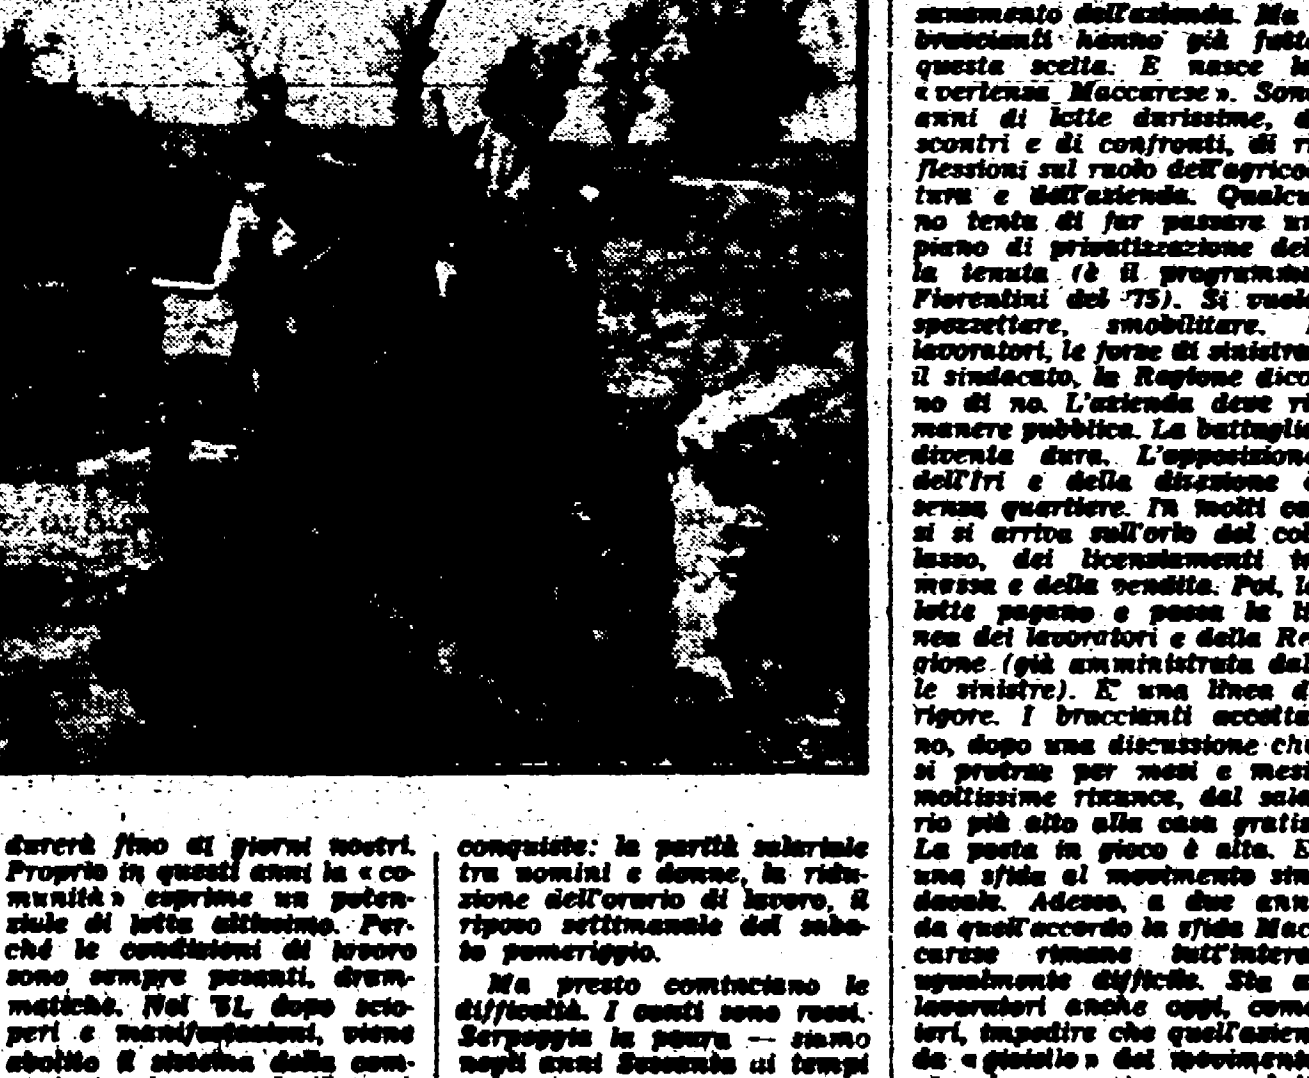 durerà fino ai giorni nostri.
Proprio in questi anni la « co-
munità » esprime un poten-
ziale di lotta altissimo. Per-
ché le condizioni di lavoro
sono sempre pesanti, dram-
matiche. Nel '51, dopo scio-
peri e manifestazioni, viene
abolito il sistema della com-
conquiste: la parità salariale
tra uomini e donne, la ridu-
zione dell'orario di lavoro, il
riposo settimanale del saba-
to pomeriggio.
Ma presto cominciano le
difficoltà. I conti sono rossi.
Serpeggia la paura — siamo
negli anni Sessanta ai tempi
sanamento dell'azienda. Ma
braccianti hanno già fatt
questa scelta. E nasce la
« vertenza Maccarese ». Son
anni di lotte durissime, d
scontri e di confronti, di ri
flessioni sul ruolo dell'agricol
tura e dell'azienda. Qualcu
no tenta di far passare un
piano di privatizzazione del
la tenuta (è il programma
Fiorentini del '75). Si vuole
spezzettare, smobilitare. I
lavoratori, le forze di sinistra
il sindacato, la Regione dico
no di no. L'azienda deve ri
manere pubblica. La battaglia
diventa dura. L'opposizione
dell'Iri e della direzione è
senza quartiere. In molti ca
si si arriva sull'orlo del col
lasso, dei licenziamenti in
massa e della vendita. Poi, le
lotte pagano e passa la li
nea dei lavoratori e della Re
gione (già amministrata dal
le sinistre). E' una linea di
rigore. I braccianti accetta
no, dopo una discussione che
si protrae per mesi e mesi
moltissime rinunce, dal sala
rio più alto alla casa gratis
La posta in gioco è alta. E
una sfida al movimento sin
dacale. Adesso, a due anni
da quell'accordo la sfida Mac
carese rimane tutt'intera
ugualmente difficile. Sta ai
lavoratori anche oggi, come
ieri, impedire che quell'azien
da « gioiello » del movimento